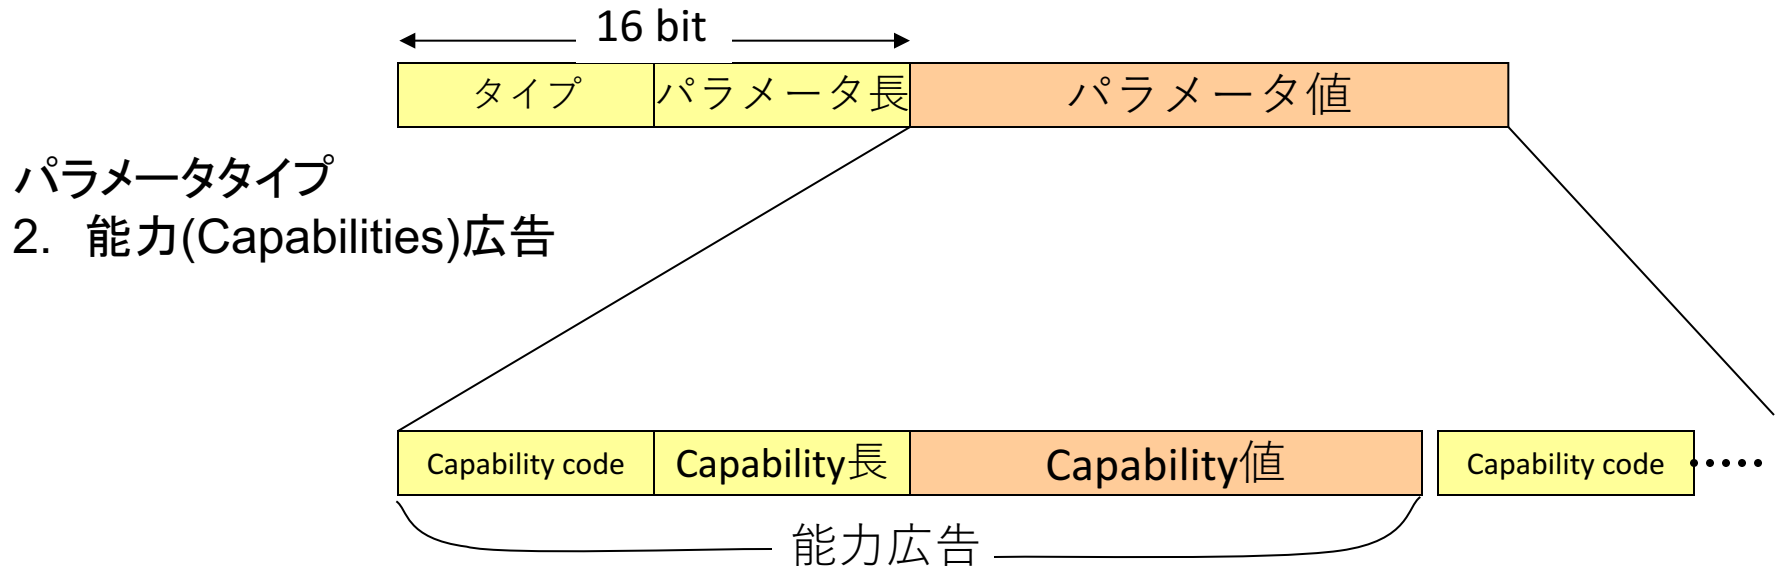 16 bit
タイプ パラメータ長 パラメータ値
パラメータタイプ
2. 能力(Capabilities)広告
Capability code Capability長 Capability値 Capability code •••••
能力広告